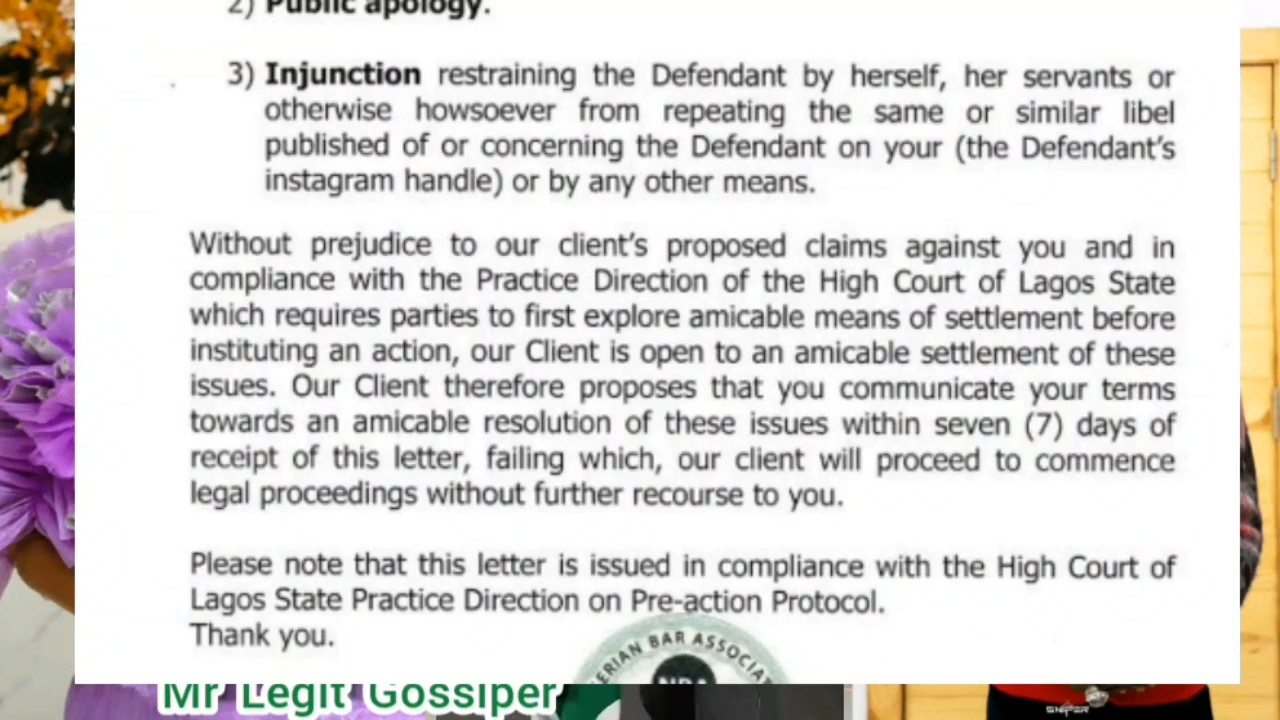 2) Public apology.
3) Injunction restraining the Defendant by herself, her servants or
otherwise howsoever from repeating the same or similar libel
published of or concerning the Defendant on your (the Defendant's
instagram handle) or by any other means.
Without prejudice to our client's proposed claims against you and in
compliance with the Practice Direction of the High Court of Lagos State
which requires parties to first explore amicable means of settlement before
instituting an action, our Client is open to an amicable settlement of these
issues. Our Client therefore proposes that you communicate your terms
towards an amicable resolution of these issues within seven (7) days of
receipt of this letter, failing which, our client will proceed to commence
legal proceedings without further recourse to you.
Please note that this letter is issued in compliance with the High Court of
Lagos State Practice Direction on Pre-action Protocol.
Thank you.
ERIAN BAR ASSOCIAT
Mr Legit Gossiper
SNIPER